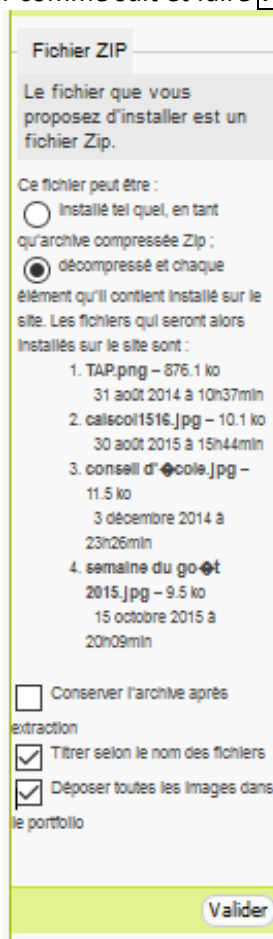 Fichier ZIP
Le fichier que vous
proposez d'installer est un
fichier Zip.
Ce fichier peut être :
Installé tel quel, en tant
qu'archive compressée Zip ;
décompressé et chaque
élément qu'il contient installé sur le
site. Les fichiers qui seront alors
installés sur le site sont :
1. TAP.png – 876.1 ko
31 août 2014 à 10h37min
2. calscol1516.jpg – 10.1 ko
30 août 2015 à 15h44min
3. conseil d'�cole.jpg –
11.5 ko
3 décembre 2014 à
23h26min
4. semaine du go�t
2015.jpg – 9.5 ko
15 octobre 2015 à
20h09min
Conserver l'archive après
extraction
Titrer selon le nom des fichiers
Déposer toutes les images dans
le portfolio
Valider